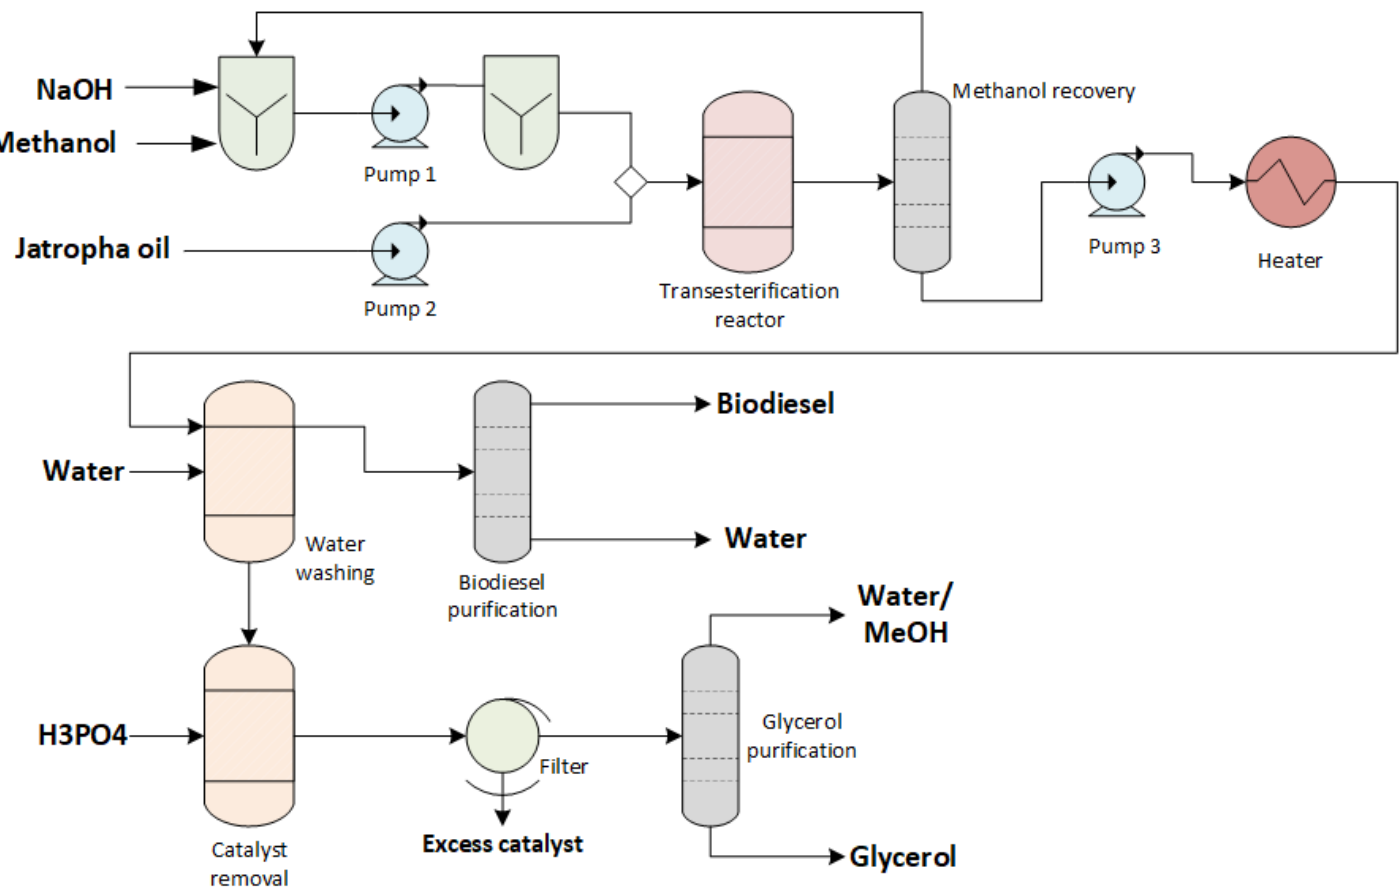 NaOH
Methanol
Pump 1
Jatropha oil
Pump 2
Transesterification
reactor
Methanol recovery
Pump 3
Heater
Water
Water
washing
Biodiesel
Water
Biodiesel
purification
H3PO4
Catalyst
removal
Filter
Excess catalyst
Water/
MeOH
Glycerol
purification
Glycerol